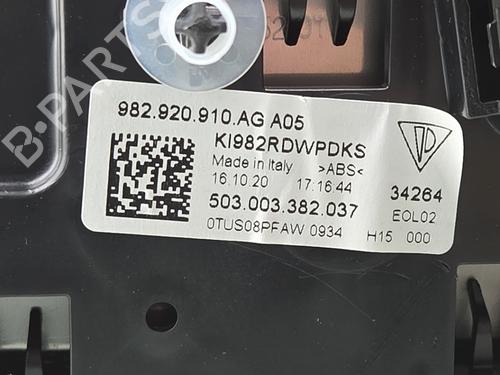 B-PARTS
982.920.910.AG A05
KI982RDWPDKS
Made in Italy >ABS<
16.10.20 17:16:44
34264
503.003.382.037
EOL02
0TUS08PFAW 0934 H15 000